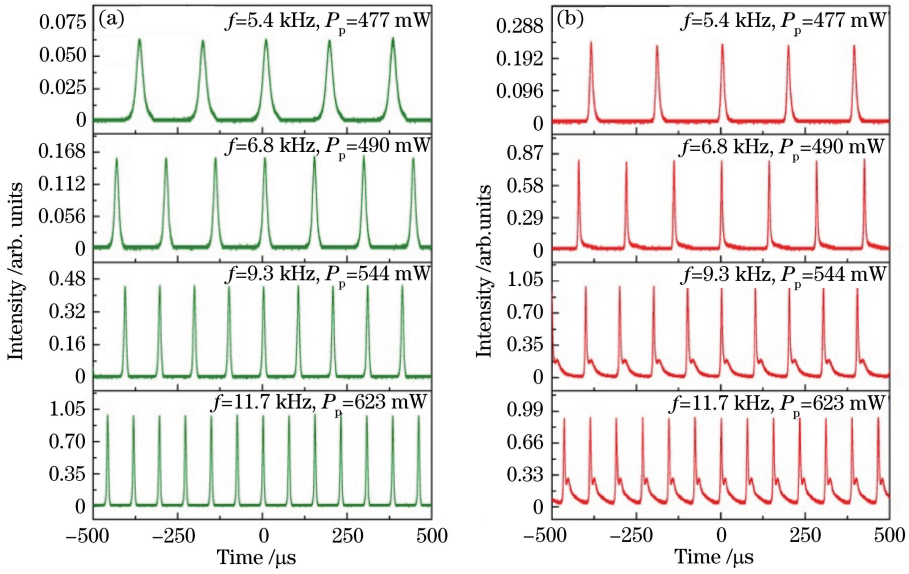 (a)
f=5.4 kHz, Pp=477 mW
0.075
0.050
0.025
0
f=6.8 kHz, Pp=490 mW
0.168
0.112
0.056
0
f=9.3 kHz, Pp=544 mW
0.48
0.32
0.16
0
f=11.7 kHz, Pp=623 mW
1.05
0.70
0.35
0
Intensity /arb. units
−500 −250 0 250 500
Time /μs
(b)
f=5.4 kHz, Pp=477 mW
0.288
0.192
0.096
0
f=6.8 kHz, Pp=490 mW
0.87
0.58
0.29
0
f=9.3 kHz, Pp=544 mW
1.05
0.70
0.35
0
f=11.7 kHz, Pp=623 mW
0.99
0.66
0.33
0
Intensity /arb.units
−500 −250 0 250 500
Time /μs